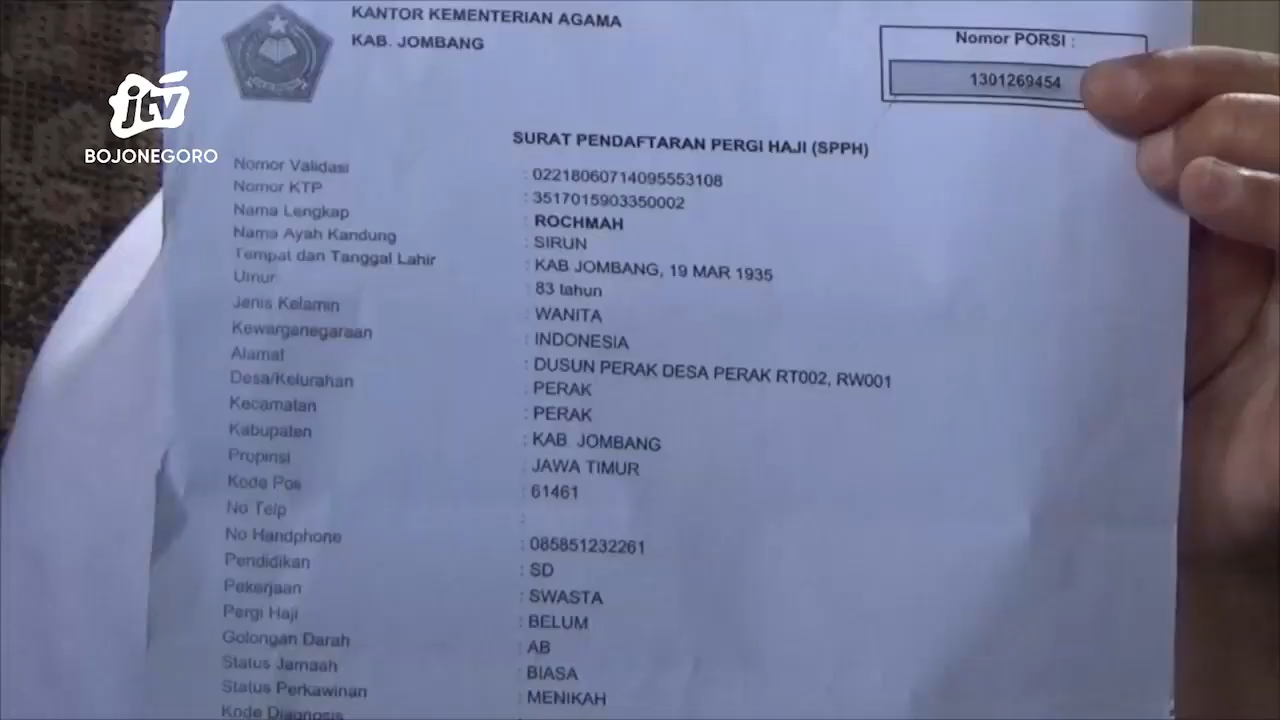 KANTOR KEMENTERIAN AGAMA
KAB. JOMBANG
Nomor PORSI :
1301269454
jtv
BOJONEGORO
SURAT PENDAFTARAN PERGI HAJI (SPPH)
Nomor Validasi : 02218060714095553108
Nomor KTP : 3517015903350002
Nama Lengkap : ROCHMAH
Nama Ayah Kandung : SIRUN
Tempat dan Tanggal Lahir : KAB JOMBANG, 19 MAR 1935
Umur : 83 tahun
Jenis Kelamin : WANITA
Kewarganegaraan : INDONESIA
Alamat : DUSUN PERAK DESA PERAK RT002, RW001
Desa/Kelurahan : PERAK
Kecamatan : PERAK
Kabupaten : KAB. JOMBANG
Propinsi : JAWA TIMUR
Kode Pos : 61461
No Telp :
No Handphone : 085851232261
Pendidikan : SD
Pekerjaan : SWASTA
Pergi Haji : BELUM
Golongan Darah : AB
Status Jamaah : BIASA
Status Perkawinan : MENIKAH
Kode Diagnosis